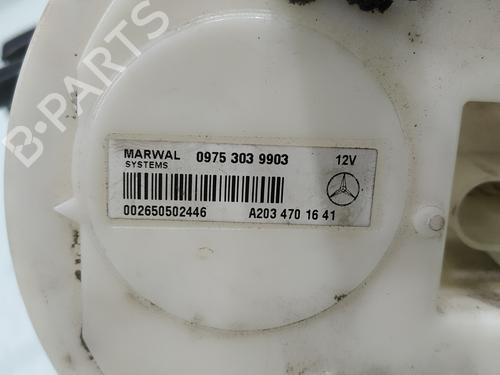 B-PARTS
MARWAL 0975 303 9903 12V
SYSTEMS
002650502446 A203 470 16 41